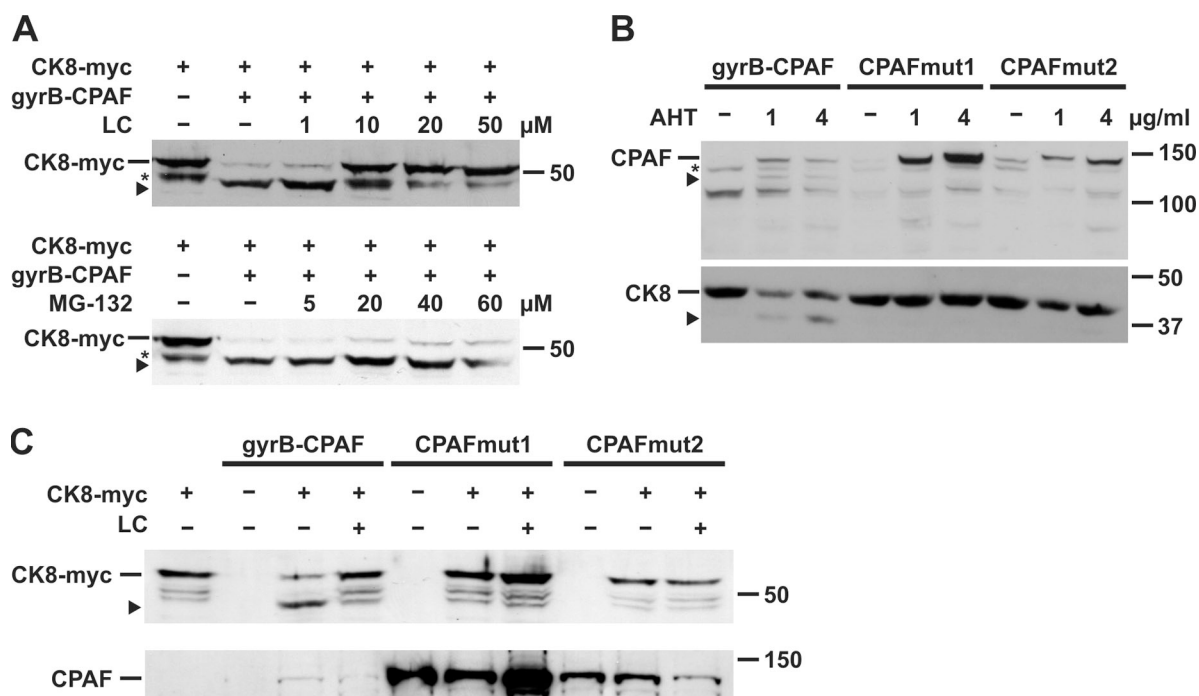 A
CK8-myc + + + + + +
gyrB-CPAF – + + + + +
LC – – 1 10 20 50 μM
CK8-myc
* 50
CK8-myc + + + + + +
gyrB-CPAF – + + + + +
MG-132 – – 5 20 40 60 μM
CK8-myc
* 50
B
gyrB-CPAF CPAFmut1 CPAFmut2
AHT – 1 4 – 1 4 – 1 4 μg/ml
CPAF 150
*
100
CK8 50
37
C
gyrB-CPAF CPAFmut1 CPAFmut2
CK8-myc + – + + – + + – + +
LC – – – + – – + – – +
CK8-myc
50
CPAF 150